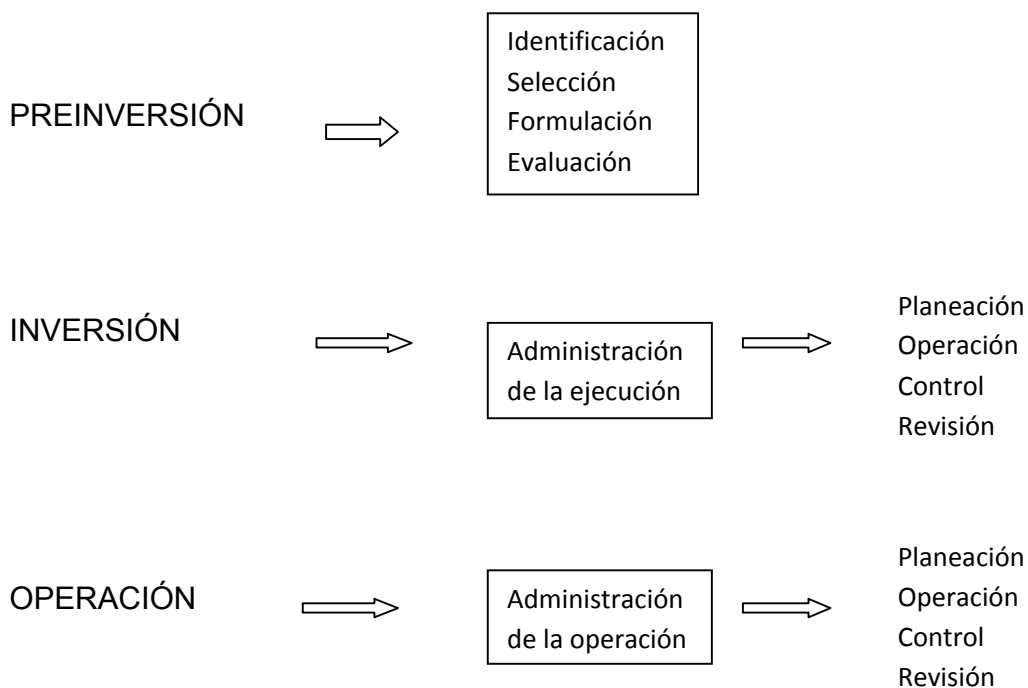 PREINVERSIÓN
Identificación
Selección
Formulación
Evaluación
INVERSIÓN
Administración
de la ejecución
Planeación
Operación
Control
Revisión
OPERACIÓN
Administración
de la operación
Planeación
Operación
Control
Revisión